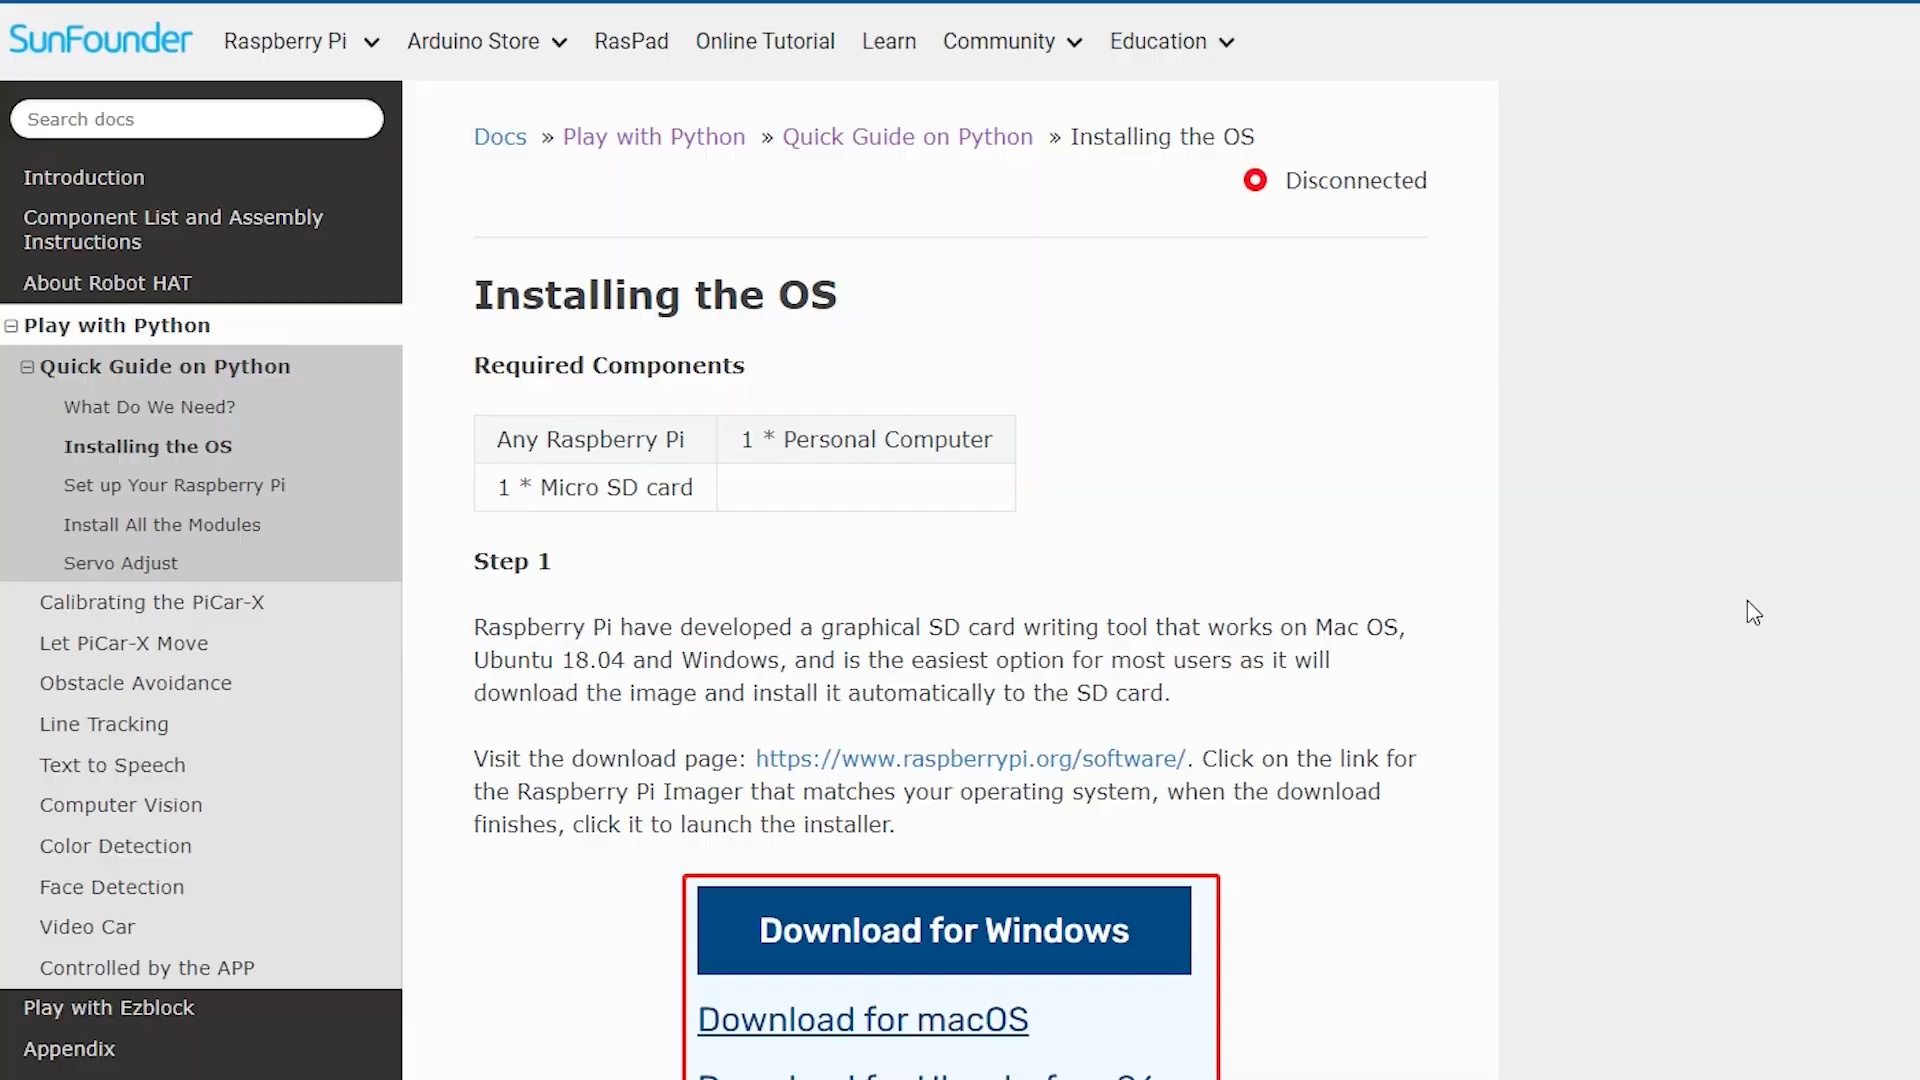 SunFounder
Raspberry Pi
Arduino Store
RasPad
Online Tutorial
Learn
Community
Education
Search docs
Introduction
Component List and Assembly
Instructions
About Robot HAT
Play with Python
Quick Guide on Python
What Do We Need?
Installing the OS
Set up Your Raspberry Pi
Install All the Modules
Servo Adjust
Calibrating the PiCar-X
Let PiCar-X Move
Obstacle Avoidance
Line Tracking
Text to Speech
Computer Vision
Color Detection
Face Detection
Video Car
Controlled by the APP
Play with Ezblock
Appendix
Docs » Play with Python » Quick Guide on Python » Installing the OS
Disconnected
Installing the OS
Required Components
Any Raspberry Pi
1 * Personal Computer
1 * Micro SD card
Step 1
Raspberry Pi have developed a graphical SD card writing tool that works on Mac OS,
Ubuntu 18.04 and Windows, and is the easiest option for most users as it will
download the image and install it automatically to the SD card.
Visit the download page: https://www.raspberrypi.org/software/. Click on the link for
the Raspberry Pi Imager that matches your operating system, when the download
finishes, click it to launch the installer.
Download for Windows
Download for macOS